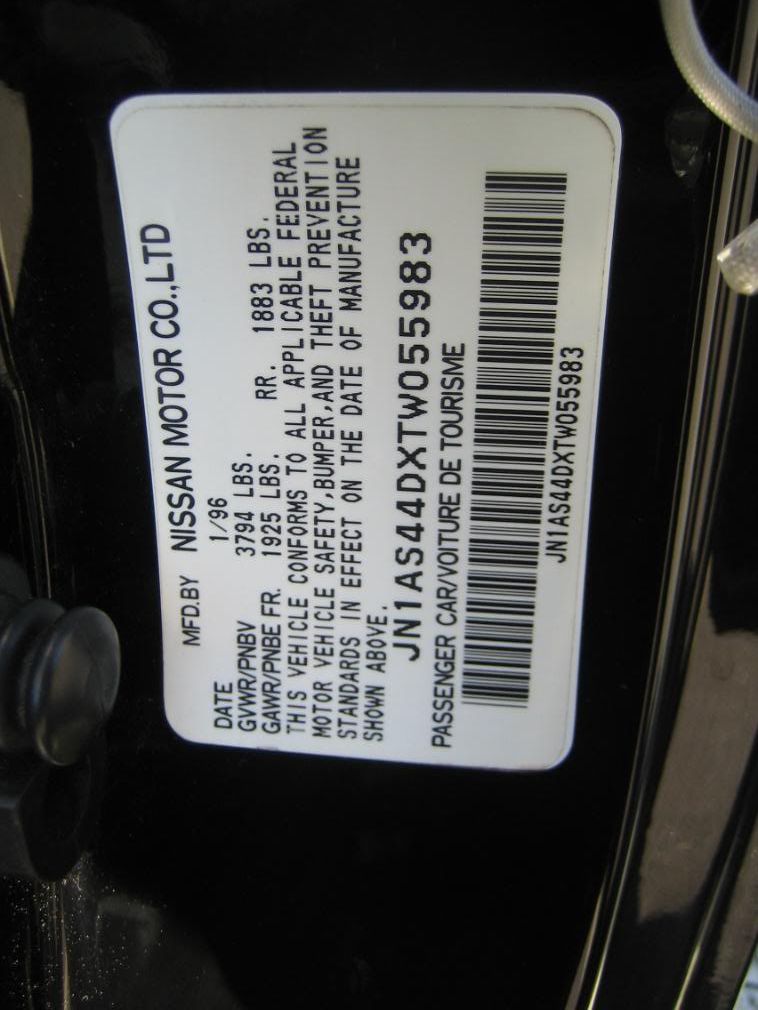 MFD.BY NISSAN MOTOR CO.,LTD
DATE 1/96
GVWR/PNBV 3794 LBS.
GAWR/PNBE FR. 1925 LBS. RR. 1883 LBS.
THIS VEHICLE CONFORMS TO ALL APPLICABLE FEDERAL
MOTOR VEHICLE SAFETY,BUMPER,AND THEFT PREVENTION
STANDARDS IN EFFECT ON THE DATE OF MANUFACTURE
SHOWN ABOVE.
JN1AS44DXTW055983
PASSENGER CAR/VOITURE DE TOURISME
JN1AS44DXTW055983